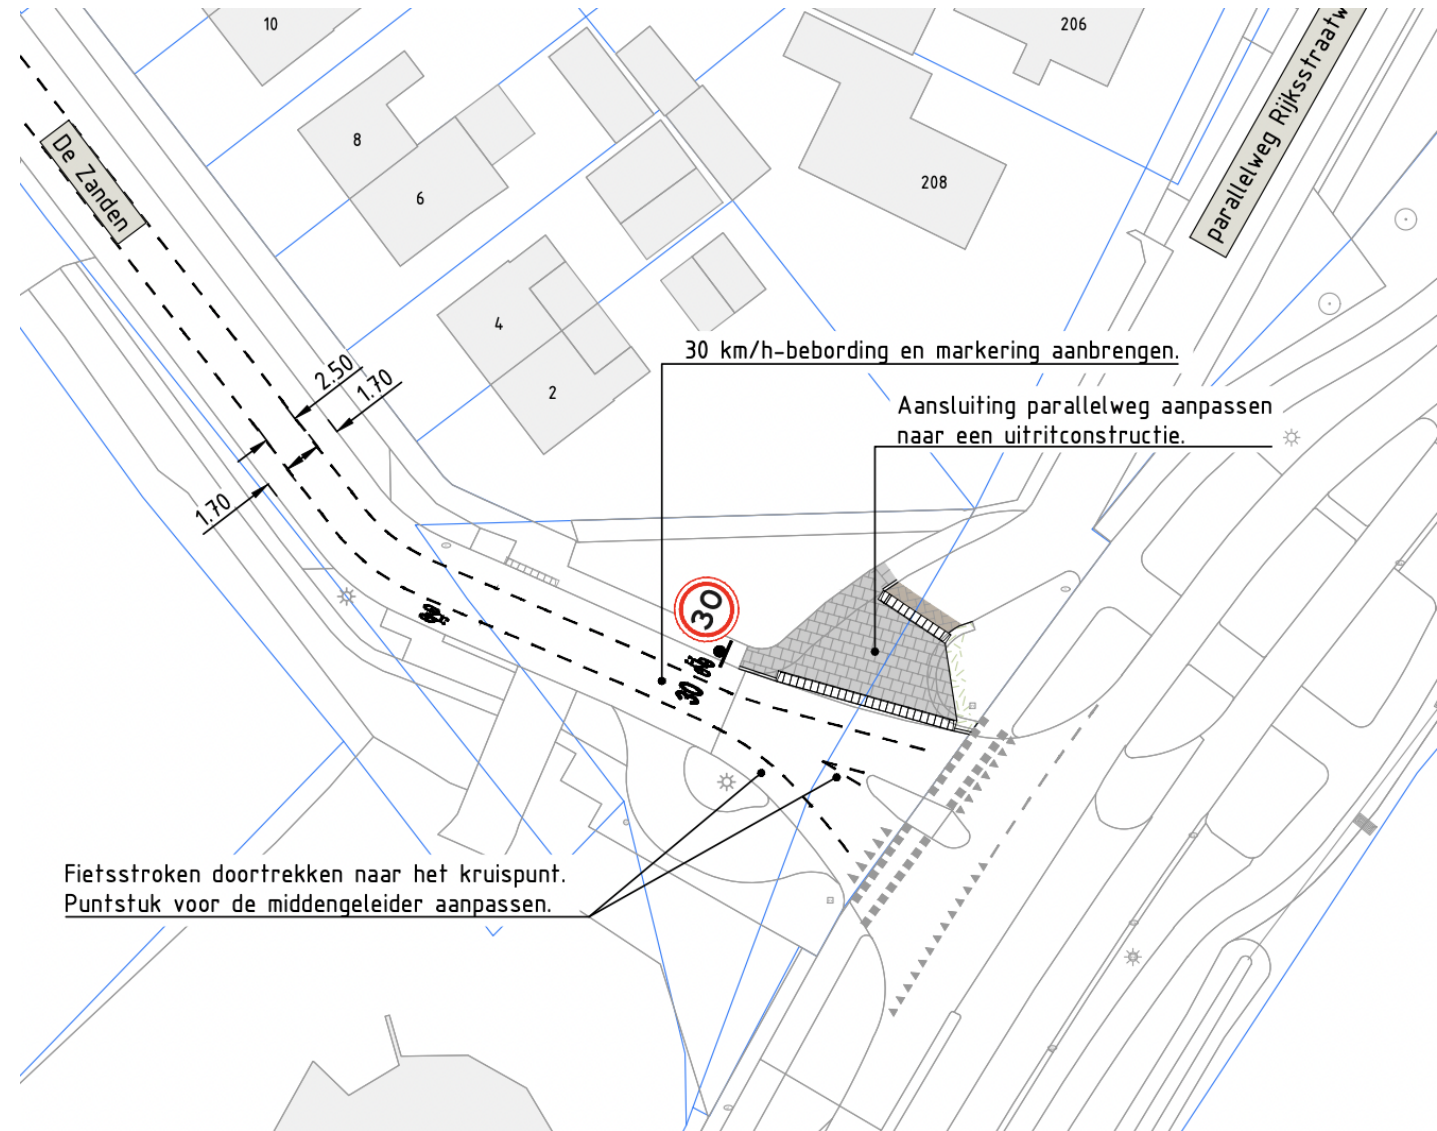 10
206
8
De Zanden
6
208
parallelweg Rijksstraatw
4
2
2.50
1.70
30 km/h-bebording en markering aanbrengen.
Aansluiting parallelweg aanpassen
naar een uitritconstructie.
1.70
30
30
Fietsstroken doortrekken naar het kruispunt.
Puntstuk voor de middengeleider aanpassen.